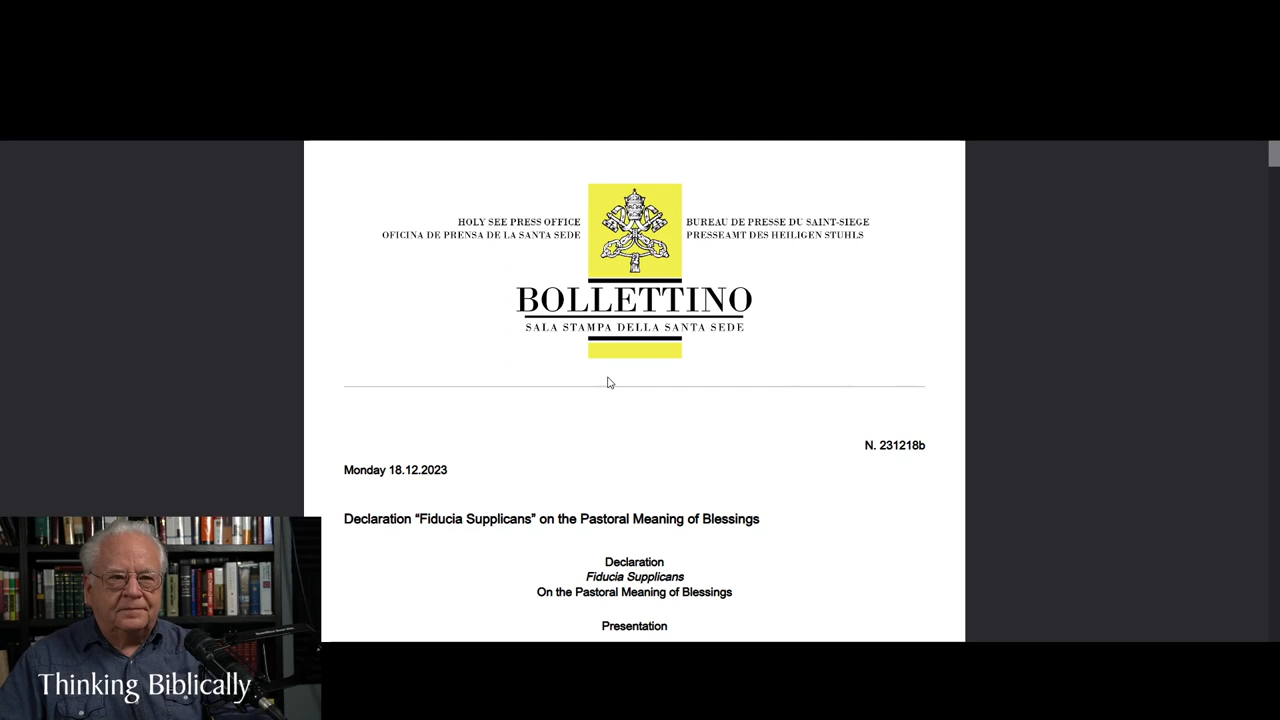 HOLY SEE PRESS OFFICE
OFICINA DE PRENSA DE LA SANTA SEDE
BUREAU DE PRESSE DU SAINT-SIEGE
PRESSEAMT DES HEILIGEN STUHLS
BOLLETTINO
SALA STAMPA DELLA SANTA SEDE
N. 231218b
Monday 18.12.2023
Declaration “Fiducia Supplicans” on the Pastoral Meaning of Blessings
Declaration
Fiducia Supplicans
On the Pastoral Meaning of Blessings
Presentation
Thinking Biblically